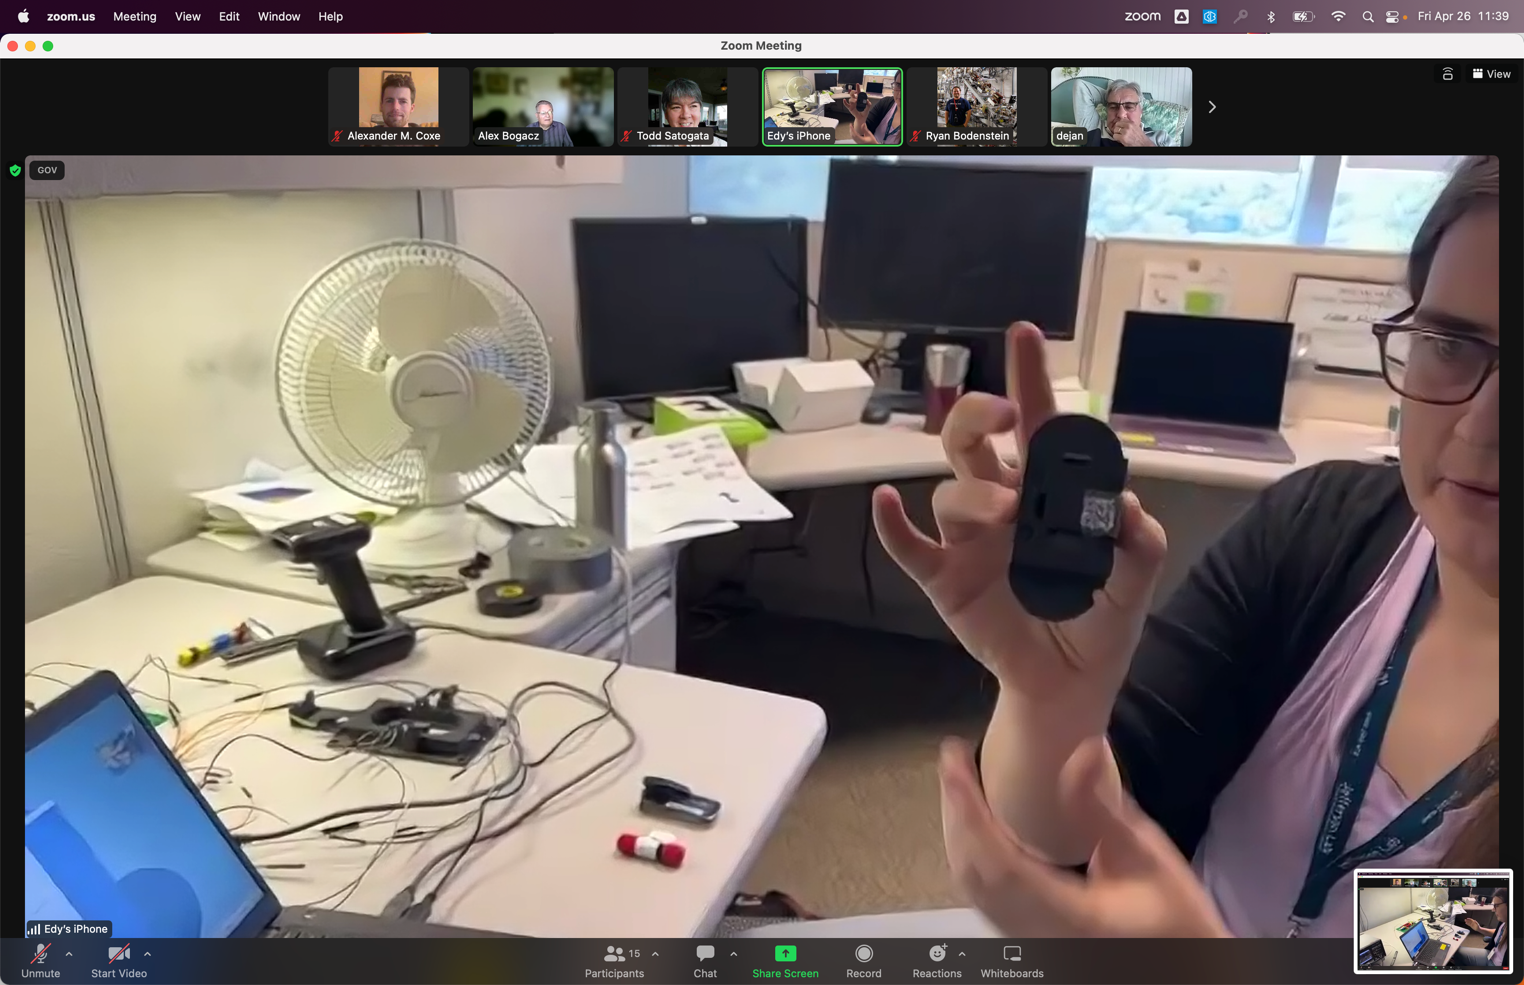 zoom.us Meeting View Edit Window Help
zoom
Fri Apr 26 11:39
Zoom Meeting
View
Alexander M. Coxe
Alex Bogacz
Todd Satogata
Edy's iPhone
Ryan Bodenstein
dejan
GOV
Edy's iPhone
15
Unmute
Start Video
Participants
Chat
Share Screen
Record
Reactions
Whiteboards